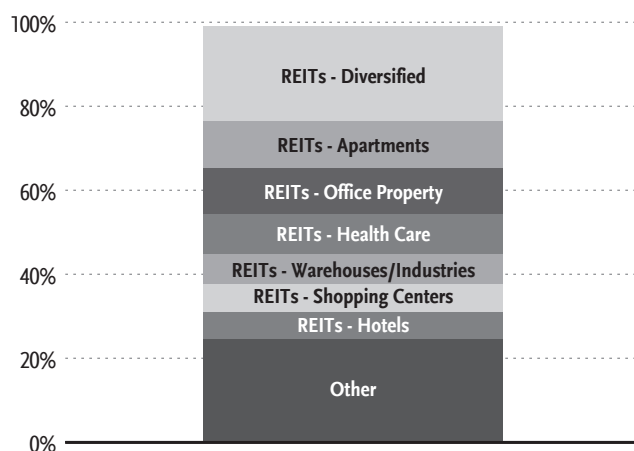 100%
REITs - Diversified
80%
REITs - Apartments
60%
REITs - Office Property
REITs - Health Care
40%
REITs - Warehouses/Industries
REITs - Shopping Centers
REITs - Hotels
20%
Other
0%